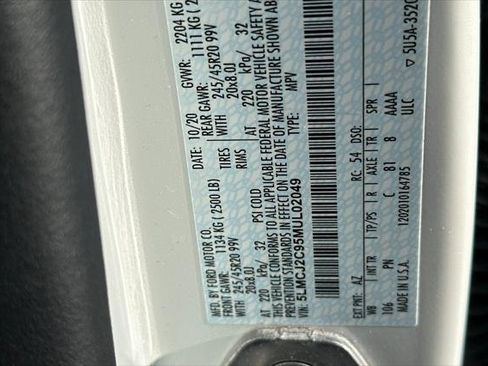 MFD. BY FORD MOTOR CO.
DATE: 10/20 GVWR: 2204 KG
FRONT GAWR: 1134 KG (2500 LB) REAR GAWR: 1111 KG
245/45R20 99V TIRES WITH 245/45R20 99V
20x8.0J RIMS 20x8.0J
AT 220 kPa/ 32 PSI COLD AT 220 kPa/ 32
THIS VEHICLE CONFORMS TO ALL APPLICABLE FEDERAL MOTOR VEHICLE SAFETY
PREVENTION STANDARDS IN EFFECT ON THE DATE OF MANUFACTURE SHOWN
VIN: 5LMCJ2C95MUL02049 TYPE: MPV
EXT PNT: AZ RC: 54 DSO:
WB INT TR TP/PS R AXLE TR SPR
106 PN C 81 8 AAAA
MADE IN U.S.A. 1202010164785 ULC